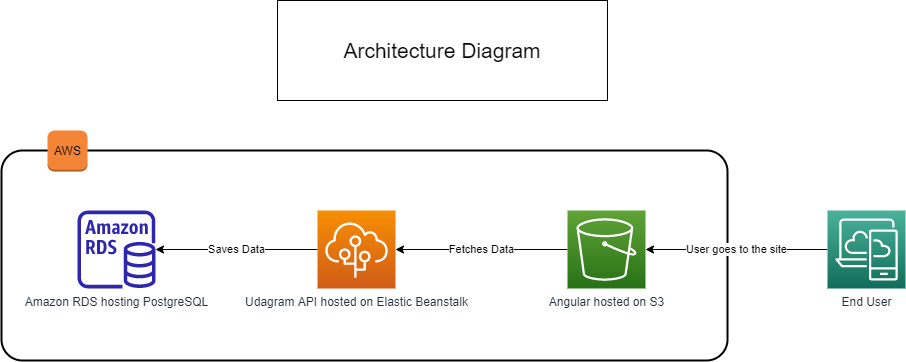 Architecture Diagram
AWS
Amazon
RDS
Saves Data
Fetches Data
User goes to the site
Amazon RDS hosting PostgreSQL
Udagram API hosted on Elastic Beanstalk
Angular hosted on S3
End User